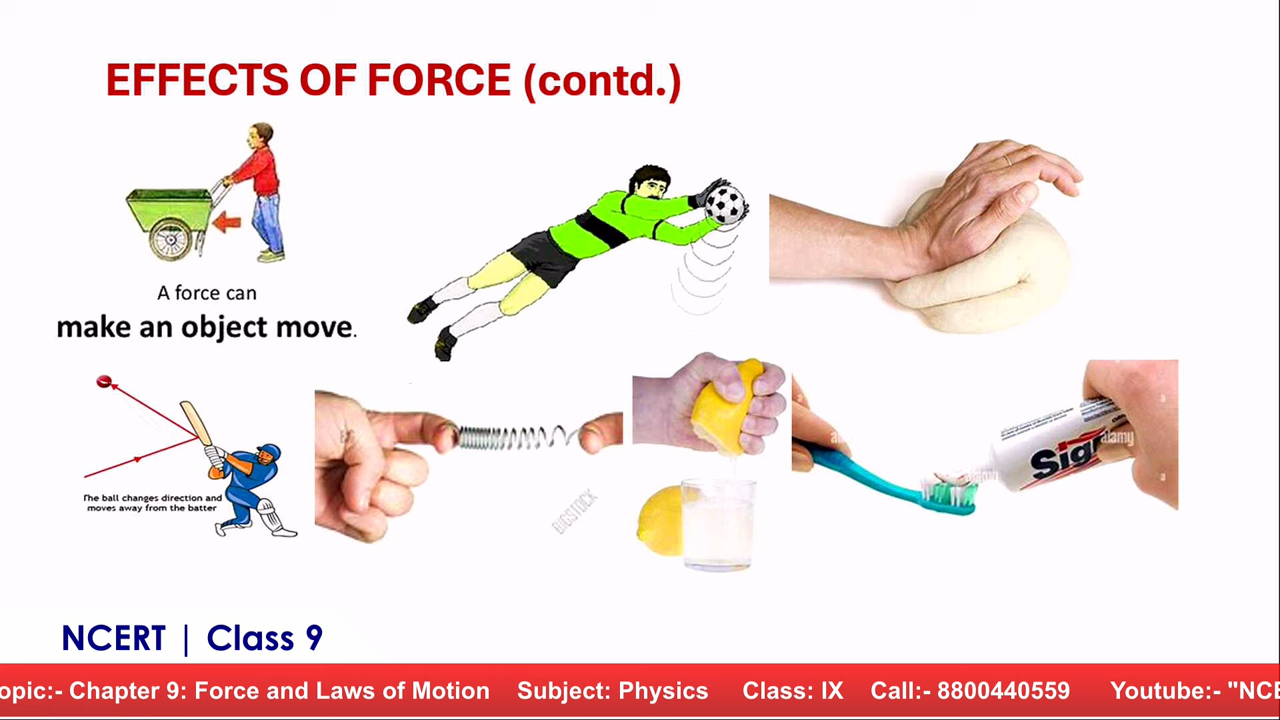 EFFECTS OF FORCE (contd.)
A force can
make an object move.
The ball changes direction and
moves away from the batter
BIGSTOCK
alamy
NCERT | Class 9
opic:- Chapter 9: Force and Laws of Motion Subject: Physics Class: IX Call:- 8800440559 Youtube:- "NCE